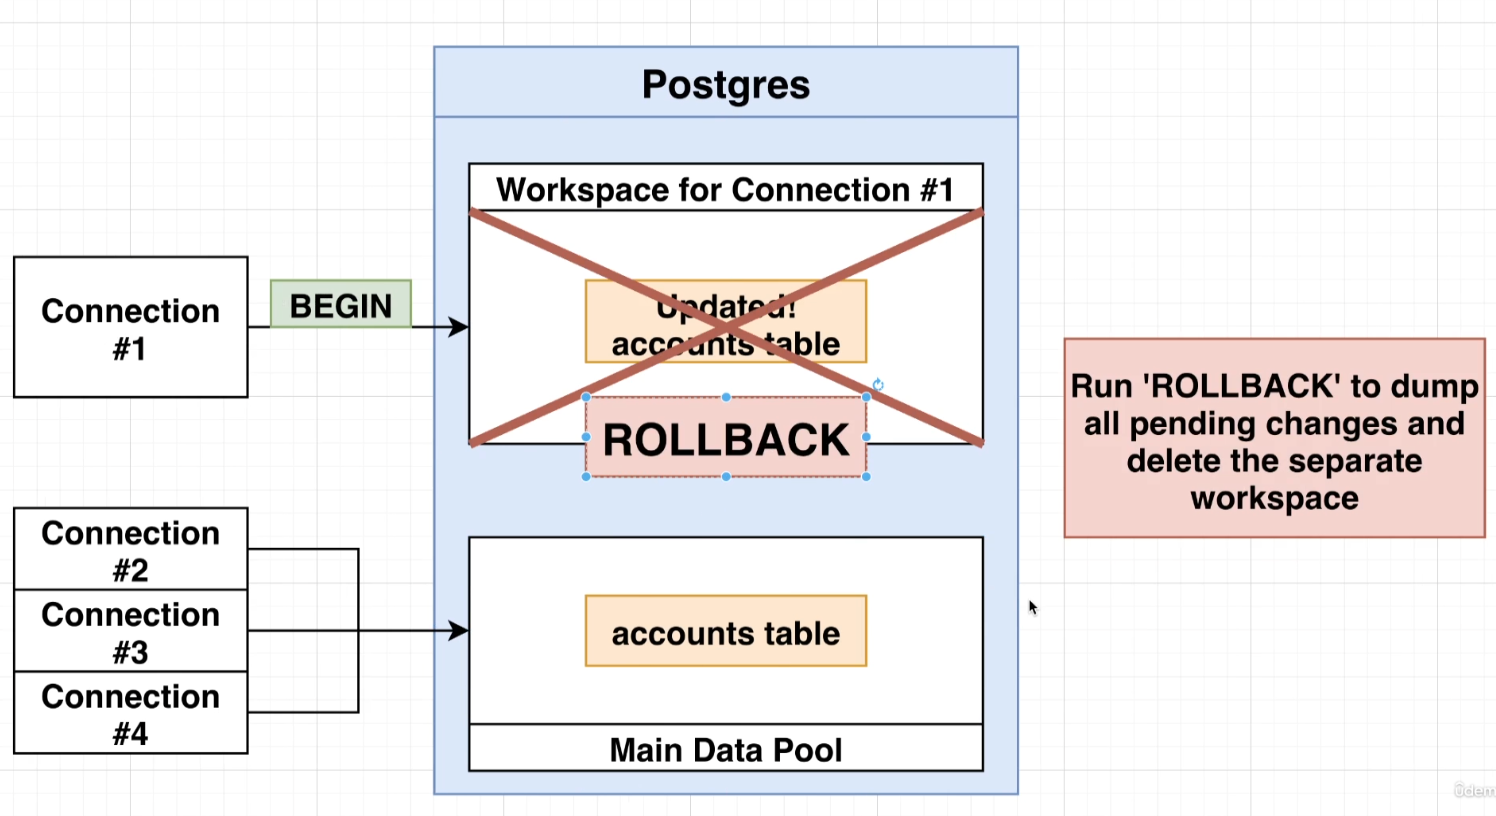 Postgres
Workspace for Connection #1
Connection
#1
BEGIN
Updated!
accounts table
ROLLBACK
Run 'ROLLBACK' to dump
all pending changes and
delete the separate
workspace
Connection
#2
Connection
#3
Connection
#4
accounts table
Main Data Pool